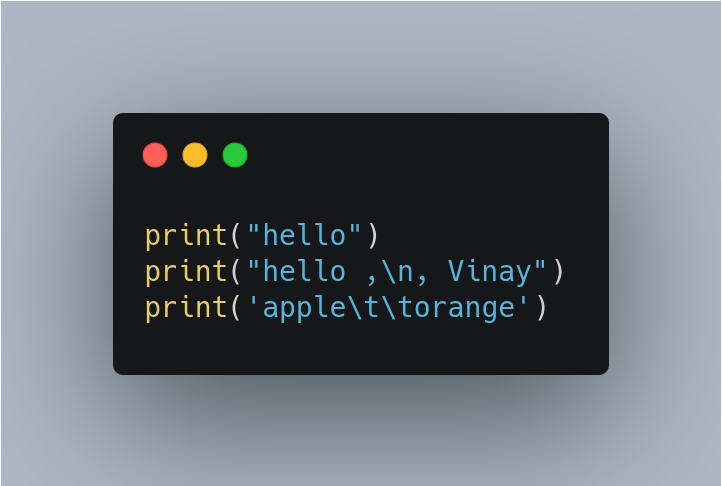 print("hello")
print("hello ,\n, Vinay")
print('apple\t\torange')